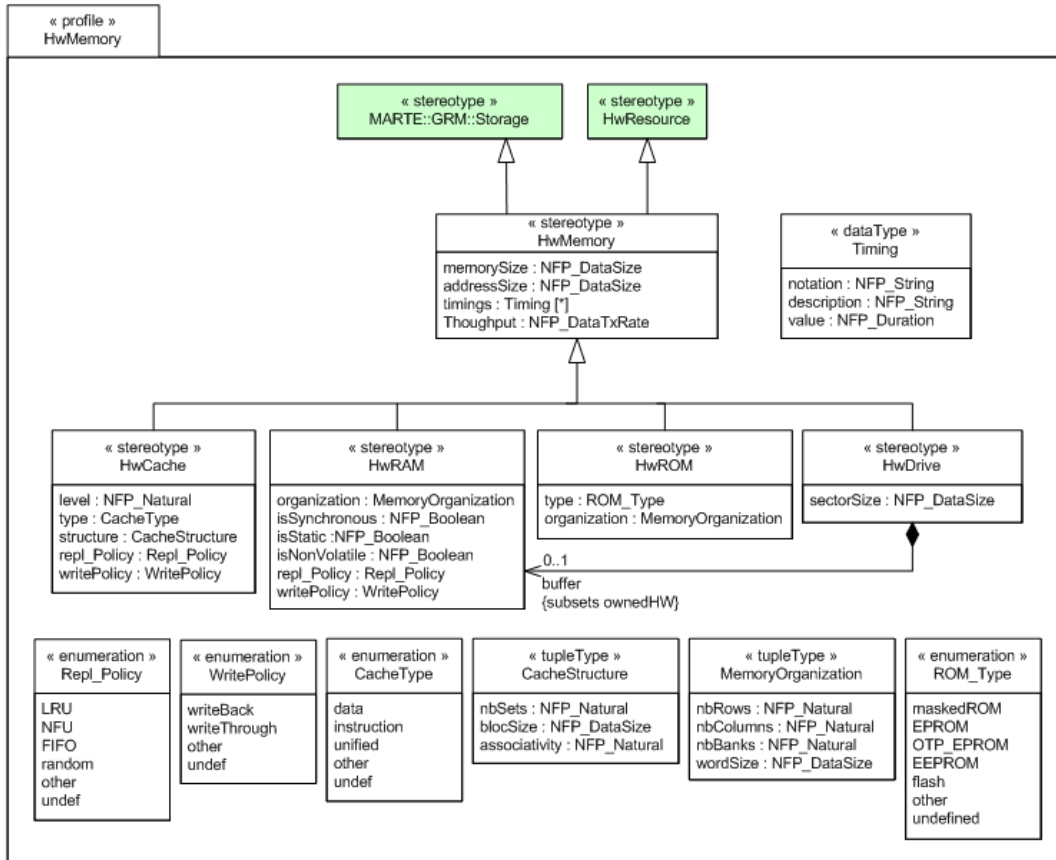 « profile »
HwMemory
« stereotype »
MARTE::GRM::Storage
« stereotype »
HwResource
« stereotype »
HwMemory
memorySize : NFP_DataSize
addressSize : NFP_DataSize
timings : Timing [*]
Thoughput : NFP_DataTxRate
« dataType »
Timing
notation : NFP_String
description : NFP_String
value : NFP_Duration
« stereotype »
HwCache
level : NFP_Natural
type : CacheType
structure : CacheStructure
repl_Policy : Repl_Policy
writePolicy : WritePolicy
« stereotype »
HwRAM
organization : MemoryOrganization
isSynchronous : NFP_Boolean
isStatic :NFP_Boolean
isNonVolatile : NFP_Boolean
repl_Policy : Repl_Policy
writePolicy : WritePolicy
« stereotype »
HwROM
type : ROM_Type
organization : MemoryOrganization
« stereotype »
HwDrive
sectorSize : NFP_DataSize
0..1
buffer
{subsets ownedHW}
« enumeration »
Repl_Policy
LRU
NFU
FIFO
random
other
undef
« enumeration »
WritePolicy
writeBack
writeThrough
other
undef
« enumeration »
CacheType
data
instruction
unified
other
undef
« tupleType »
CacheStructure
nbSets : NFP_Natural
blocSize : NFP_DataSize
associativity : NFP_Natural
« tupleType »
MemoryOrganization
nbRows : NFP_Natural
nbColumns : NFP_Natural
nbBanks : NFP_Natural
wordSize : NFP_DataSize
« enumeration »
ROM_Type
maskedROM
EPROM
OTP_EPROM
EEPROM
flash
other
undefined